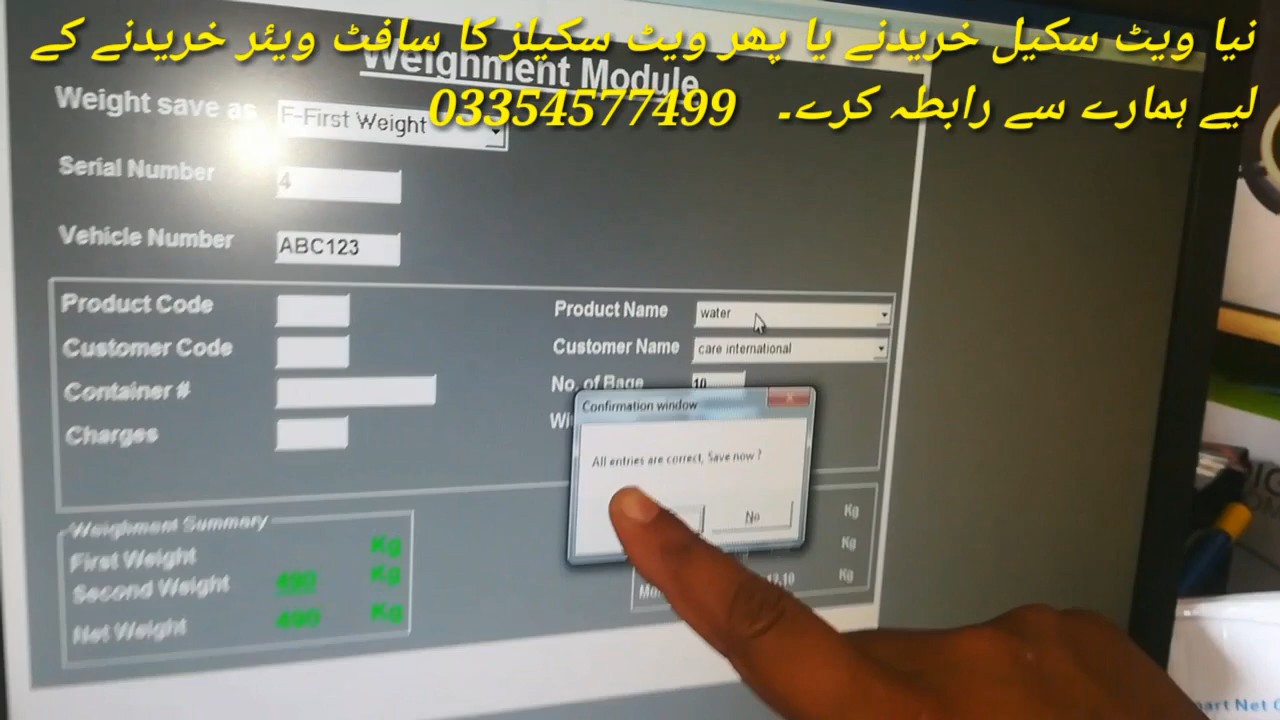 نیا ویٹ سکیل خریدنے یا پھر ویٹ سکیلز کا سافٹ ویئر خریدنے کے
لیے ہمارے سے رابطہ کرے۔ 03354577499
Weighment Module
Weight save as F-First Weight
Serial Number 4
Vehicle Number ABC123
Product Code
Product Name water
Customer Code
Customer Name care international
Container #
No. of Bage 10
Charges
Confirmation window
All entries are correct, Save now ?
No
Weighment Summary
First Weight Kg
Second Weight 490 Kg
Net Weight 490 Kg
Kg
Kg
Kg